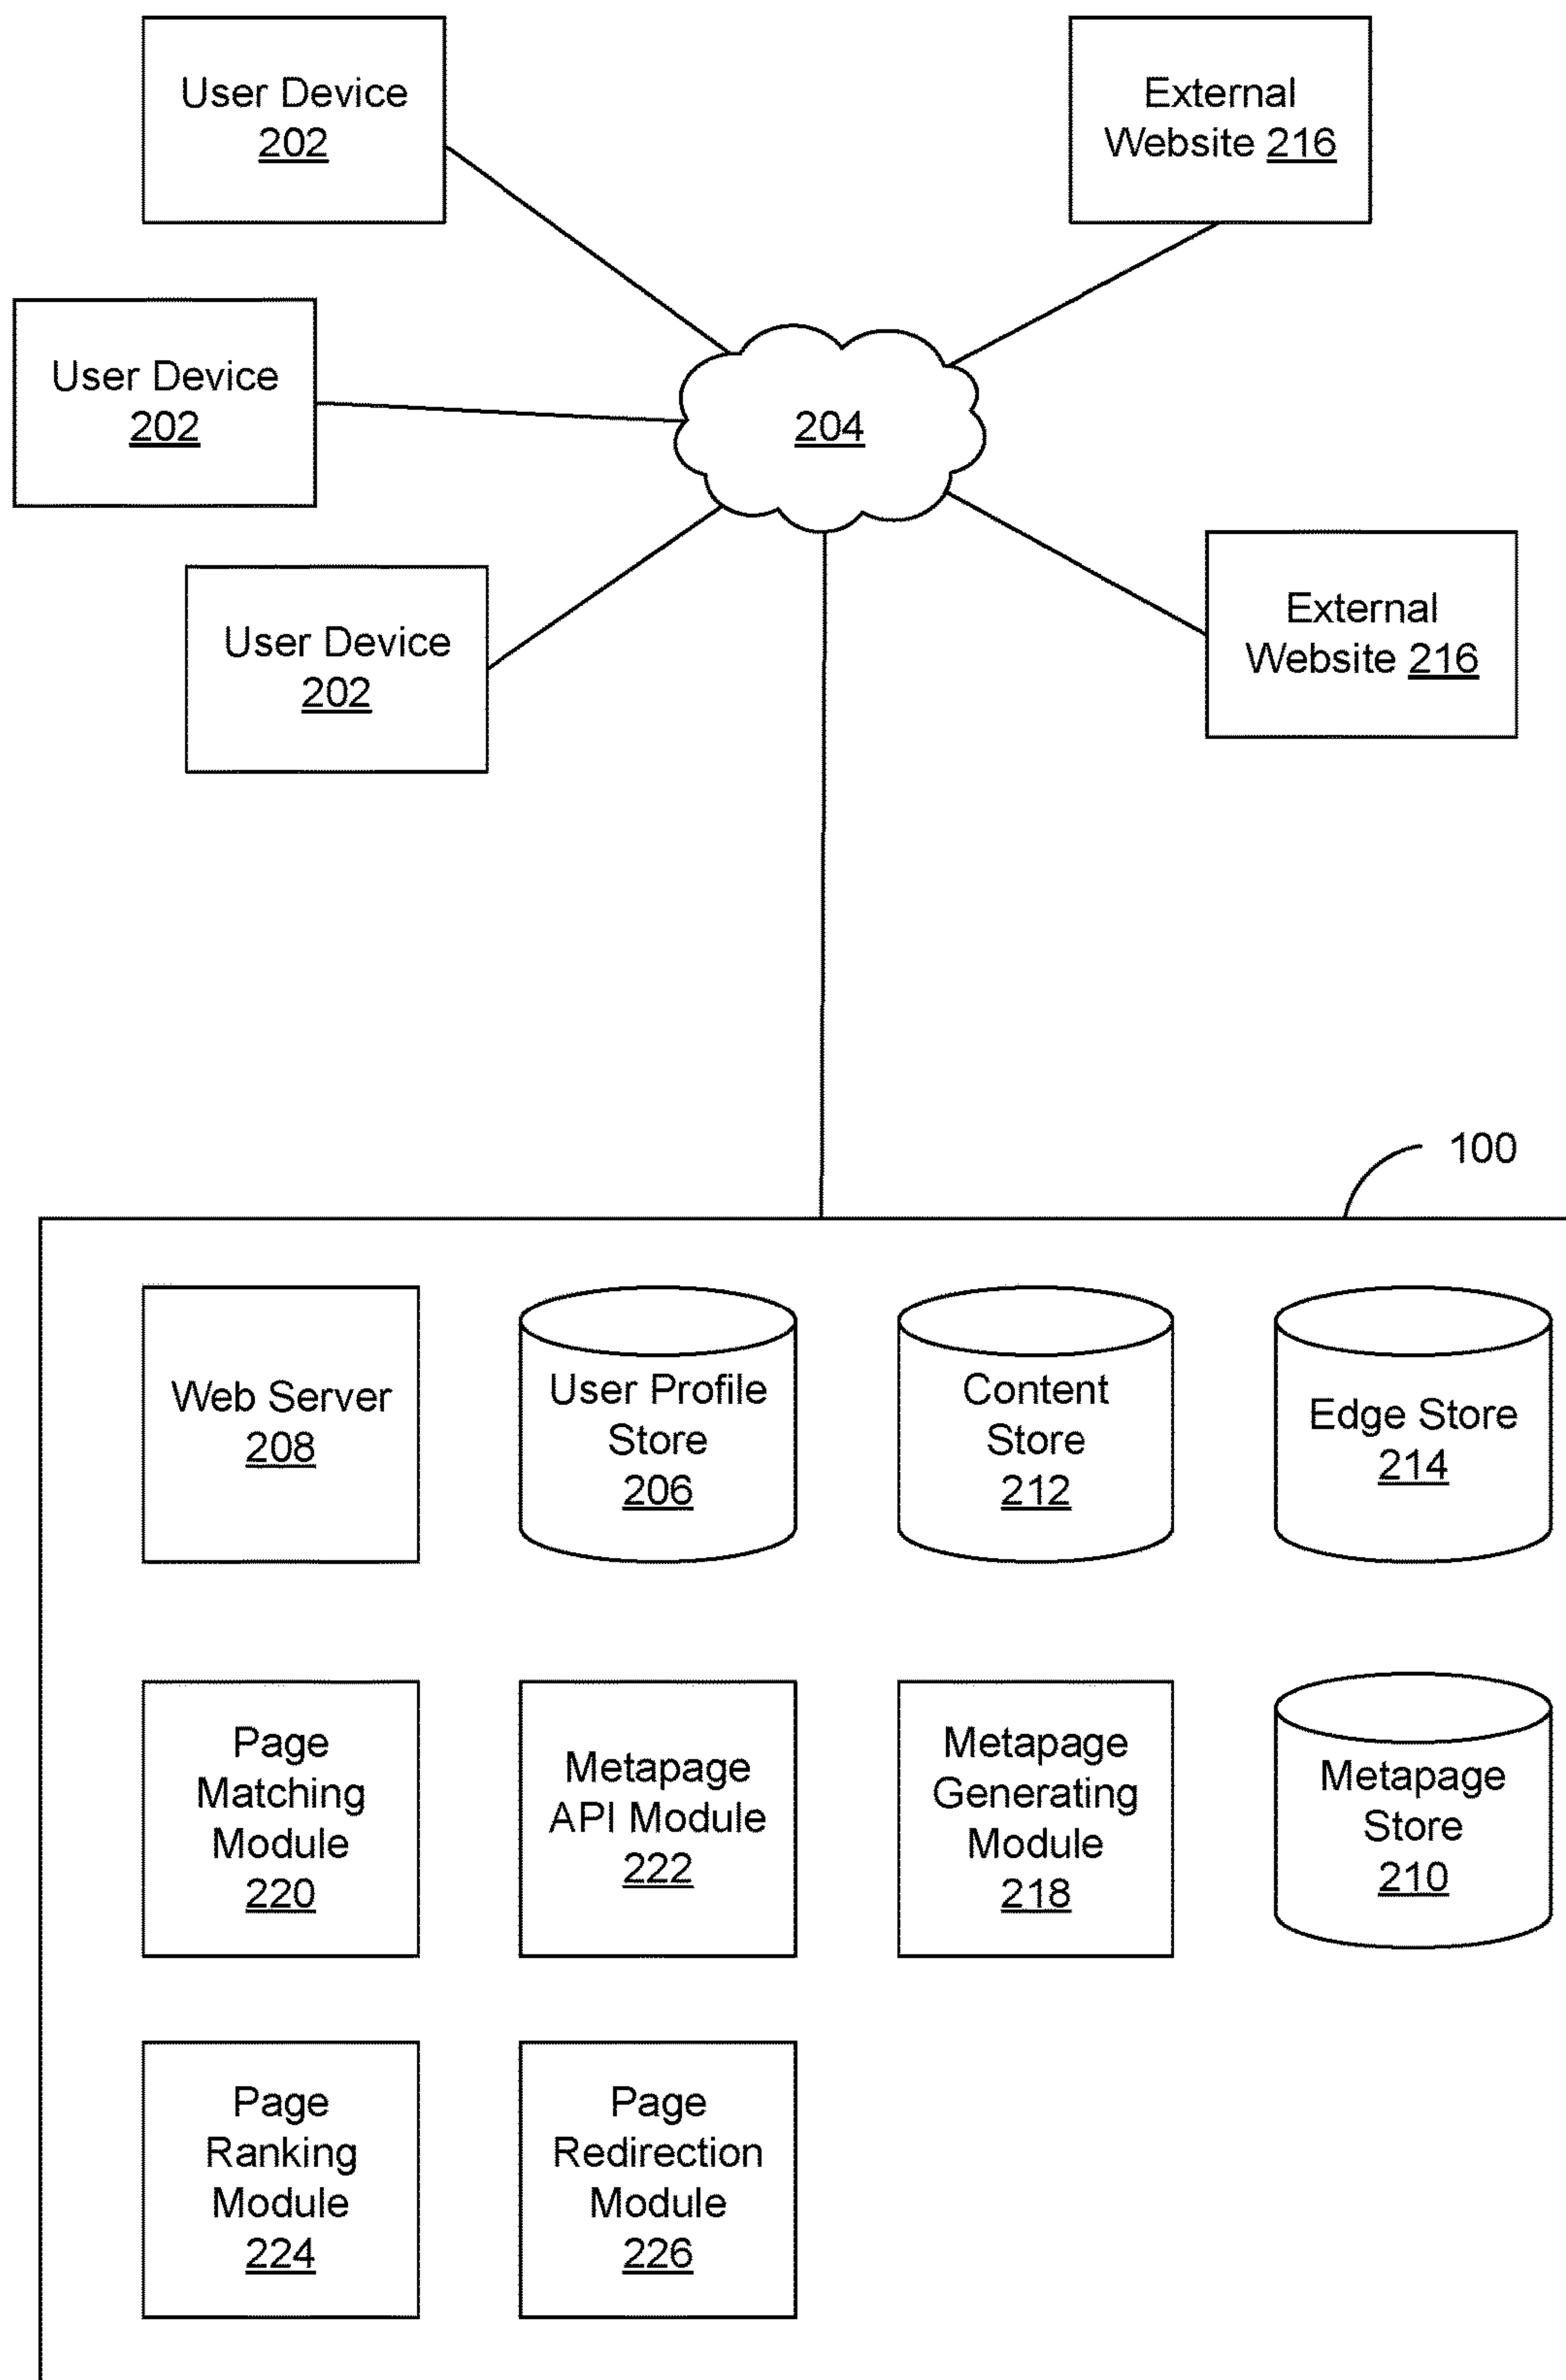 User Device
202
External
Website 216
User Device
202
204
User Device
202
External
Website 216
100
Web Server
208
User Profile
Store
206
Content
Store
212
Edge Store
214
Page
Matching
Module
220
Metapage
API Module
222
Metapage
Generating
Module
218
Metapage
Store
210
Page
Ranking
Module
224
Page
Redirection
Module
226